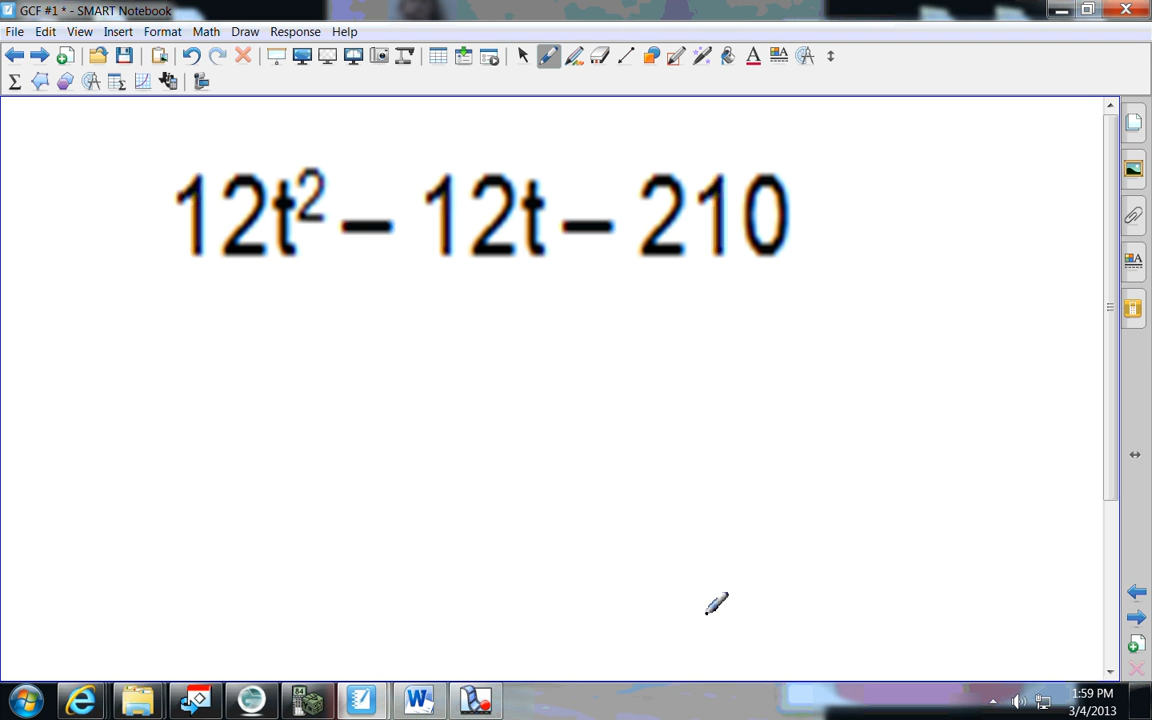 GCF #1 * - SMART Notebook
File Edit View Insert Format Math Draw Response Help
12t² – 12t – 210
1:59 PM
3/4/2013